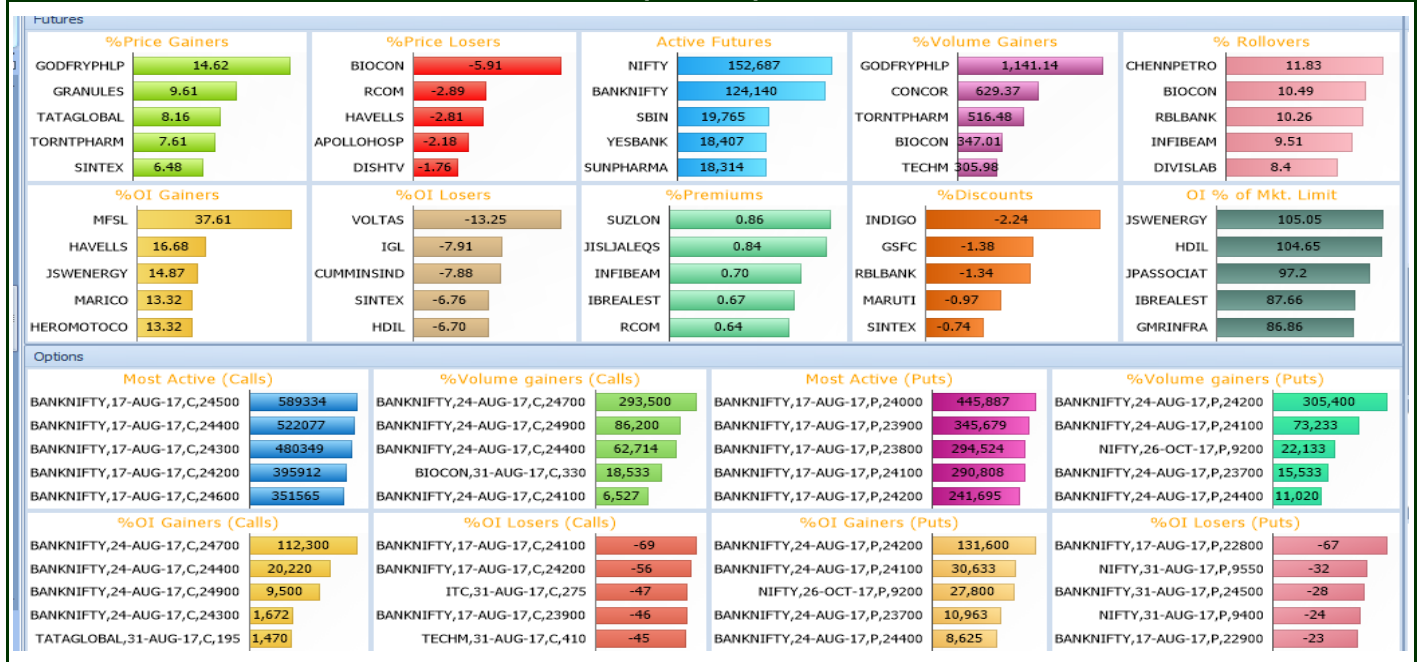 Futures
%Price Gainers
GODFRYPHLP 14.62
GRANULES 9.61
TATAGLOBAL 8.16
TORNTPHARM 7.61
SINTEX 6.48
%Price Losers
BIOCON -5.91
RCOM -2.89
HAVELLS -2.81
APOLLOHOSP -2.18
DISHTV -1.76
Active Futures
NIFTY 152,687
BANKNIFTY 124,140
SBIN 19,765
YESBANK 18,407
SUNPHARMA 18,314
%Volume Gainers
GODFRYPHLP 1,141.14
CONCOR 629.37
TORNTPHARM 516.48
BIOCON 347.01
TECHM 305.98
% Rollovers
CHENNPETRO 11.83
BIOCON 10.49
RBLBANK 10.26
INFIBEAM 9.51
DIVISLAB 8.4
%OI Gainers
MFSL 37.61
HAVELLS 16.68
JSWENERGY 14.87
MARICO 13.32
HEROMOTOCO 13.32
%OI Losers
VOLTAS -13.25
IGL -7.91
CUMMINSIND -7.88
SINTEX -6.76
HDIL -6.70
%Premiums
SUZLON 0.86
JISLJALEQS 0.84
INFIBEAM 0.70
IBREALEST 0.67
RCOM 0.64
%Discounts
INDIGO -2.24
GSFC -1.38
RBLBANK -1.34
MARUTI -0.97
SINTEX -0.74
OI % of Mkt. Limit
JSWENERGY 105.05
HDIL 104.65
JPASSOCIAT 97.2
IBREALEST 87.66
GMRINFRA 86.86
Options
Most Active (Calls)
BANKNIFTY,17-AUG-17,C,24500 589334
BANKNIFTY,17-AUG-17,C,24400 522077
BANKNIFTY,17-AUG-17,C,24300 480349
BANKNIFTY,17-AUG-17,C,24200 395912
BANKNIFTY,17-AUG-17,C,24600 351565
%Volume gainers (Calls)
BANKNIFTY,24-AUG-17,C,24700 293,500
BANKNIFTY,24-AUG-17,C,24900 86,200
BANKNIFTY,24-AUG-17,C,24400 62,714
BIOCON,31-AUG-17,C,330 18,533
BANKNIFTY,24-AUG-17,C,24100 6,527
Most Active (Puts)
BANKNIFTY,17-AUG-17,P,24000 445,887
BANKNIFTY,17-AUG-17,P,23900 345,679
BANKNIFTY,17-AUG-17,P,23800 294,524
BANKNIFTY,17-AUG-17,P,24100 290,808
BANKNIFTY,17-AUG-17,P,24200 241,695
%Volume gainers (Puts)
BANKNIFTY,24-AUG-17,P,24200 305,400
BANKNIFTY,24-AUG-17,P,24100 73,233
NIFTY,26-OCT-17,P,9200 22,133
BANKNIFTY,24-AUG-17,P,23700 15,533
BANKNIFTY,24-AUG-17,P,24400 11,020
%OI Gainers (Calls)
BANKNIFTY,24-AUG-17,C,24700 112,300
BANKNIFTY,24-AUG-17,C,24400 20,220
BANKNIFTY,24-AUG-17,C,24900 9,500
BANKNIFTY,24-AUG-17,C,24300 1,672
TATAGLOBAL,31-AUG-17,C,195 1,470
%OI Losers (Calls)
BANKNIFTY,17-AUG-17,C,24100 -69
BANKNIFTY,17-AUG-17,C,24200 -56
ITC,31-AUG-17,C,275 -47
BANKNIFTY,17-AUG-17,C,23900 -46
TECHM,31-AUG-17,C,410 -45
%OI Gainers (Puts)
BANKNIFTY,24-AUG-17,P,24200 131,600
BANKNIFTY,24-AUG-17,P,24100 30,633
NIFTY,26-OCT-17,P,9200 27,800
BANKNIFTY,24-AUG-17,P,23700 10,963
BANKNIFTY,24-AUG-17,P,24400 8,625
%OI Losers (Puts)
BANKNIFTY,17-AUG-17,P,22800 -67
NIFTY,31-AUG-17,P,9550 -32
BANKNIFTY,31-AUG-17,P,24500 -28
NIFTY,31-AUG-17,P,9400 -24
BANKNIFTY,17-AUG-17,P,22900 -23